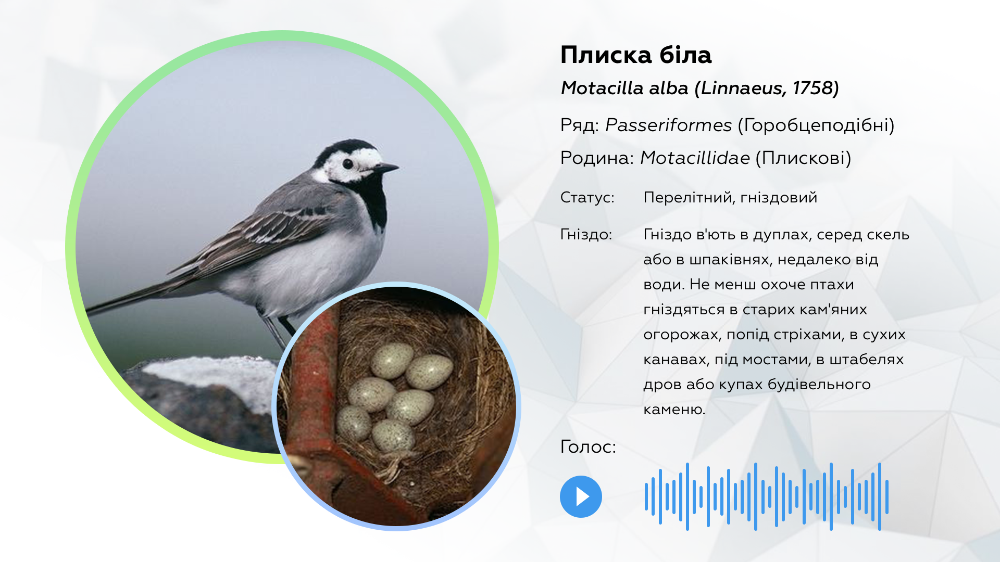 Плиска біла
Motacilla alba (Linnaeus, 1758)
Ряд: Passeriformes (Горобцеподібні)
Родина: Motacillidae (Плискові)
Статус: Перелітний, гніздовий
Гніздо: Гніздо в'ють в дуплах, серед скель
або в шпаківнях, недалеко від
води. Не менш охоче птахи
гніздяться в старих кам'яних
огорожах, попід стріхами, в сухих
канавах, під мостами, в штабелях
дров або купах будівельного
каменю.
Голос: